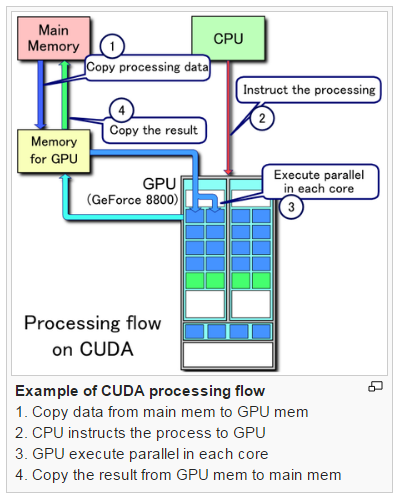 Main
Memory
CPU
1
Copy processing data
Instruct the processing
4
Copy the result
2
Memory
for GPU
GPU
(GeForce 8800)
Execute parallel
in each core
3
Processing flow
on CUDA
Example of CUDA processing flow
1. Copy data from main mem to GPU mem
2. CPU instructs the process to GPU
3. GPU execute parallel in each core
4. Copy the result from GPU mem to main mem